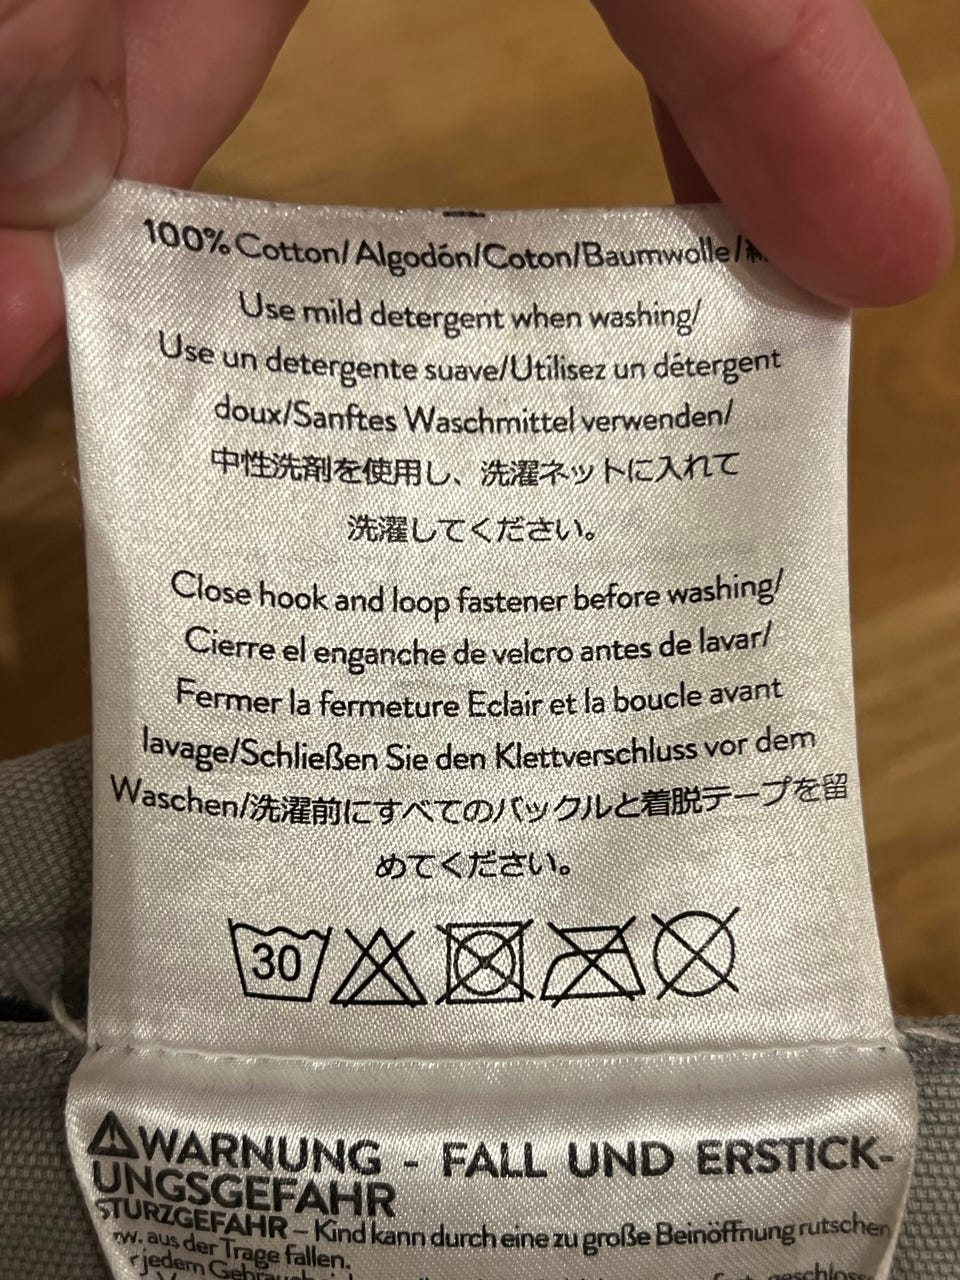 100% Cotton/Algodón/Coton/Baumwolle/
Use mild detergent when washing/
Use un detergente suave/Utilisez un détergent
doux/Sanftes Waschmittel verwenden/
中性洗剤を使用し、洗濯ネットに入れて
洗濯してください。
Close hook and loop fastener before washing/
Cierre el enganche de velcro antes de lavar/
Fermer la fermeture Eclair et la boucle avant
lavage/Schließen Sie den Klettverschluss vor dem
Waschen/洗濯前にすべてのバックルと着脱テープを留
めてください。
30
WARNUNG - FALL UND ERSTICK-
UNGSGEFAHR
STURZGEFAHR – Kind kann durch eine zu große Beinöffnung rutschen
aus der Trage fallen.
jedem